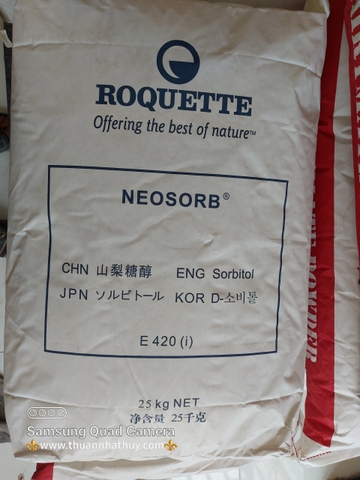 ROQUETTE
Offering the best of nature™
NEOSORB®
CHN 山梨糖醇 ENG Sorbitol
JPN ソルビトール KOR D-소비톨
E 420 (i)
25 kg NET
净含量 25千克
Samsung Quad Camera
www.thuannhathuy.com
POWDER